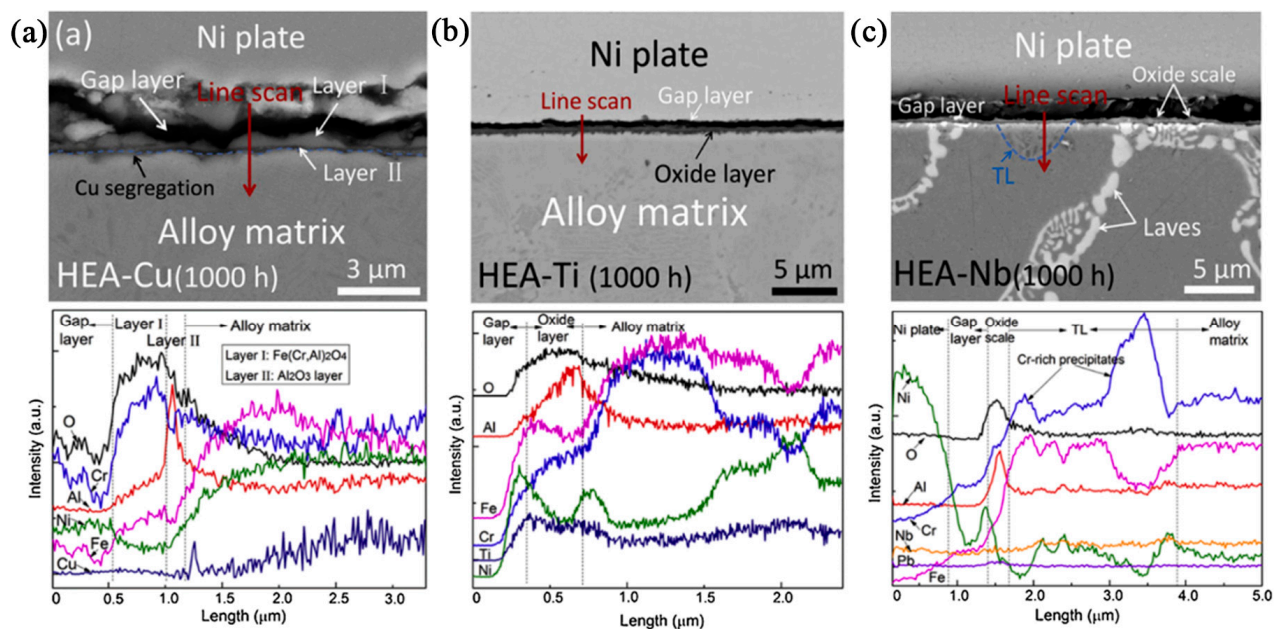 (a)
(a)
Ni plate
Gap layer
Layer I
Line scan
Layer II
Cu segregation
Alloy matrix
HEA-Cu(1000 h)
3 μm
(b)
Ni plate
Line scan
Gap layer
Oxide layer
Alloy matrix
HEA-Ti (1000 h)
5 μm
(c)
Ni plate
Oxide scale
Gap layer
Line scan
TL
Laves
HEA-Nb(1000 h)
5 μm
Gap layer
Layer I
Layer II
Alloy matrix
Layer I: Fe(Cr,Al)2O4
Layer II: Al2O3 layer
O
Cr
Al
Ni
Fe
Cu
Intensity (a.u.)
0.0 0.5 1.0 1.5 2.0 2.5 3.0
Length (μm)
Gap layer
Oxide layer
Alloy matrix
O
Al
Fe
Cr
Ti
Ni
Intensity (a.u.)
0 0.5 1.0 1.5 2.0
Length (μm)
Ni plate
Gap layer
Oxide scale
TL
Alloy matrix
Cr-rich precipitates
Ni
O
Al
Cr
Nb
Pb
Fe
Intensity (a.u.)
0.0 1.0 2.0 3.0 4.0 5.0
Length (μm)